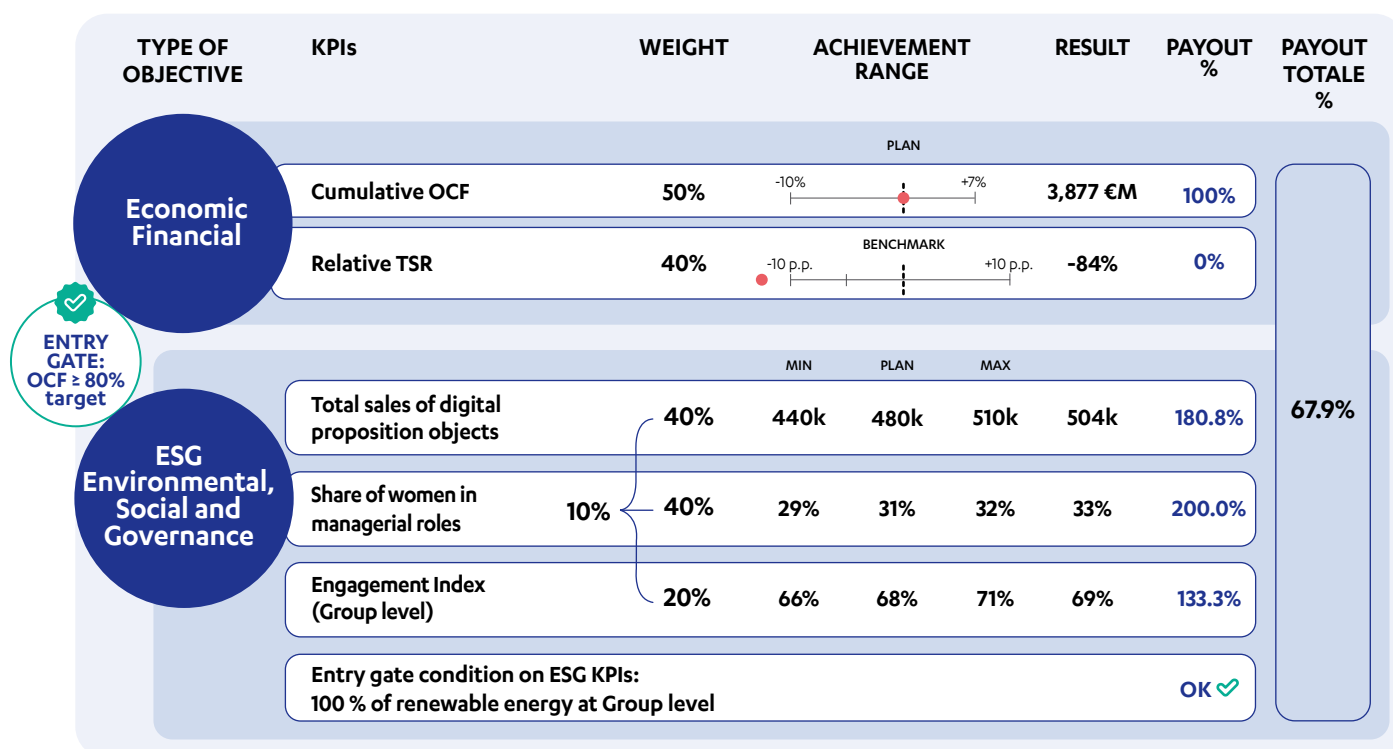 TYPE OF
OBJECTIVE
KPIs
WEIGHT
ACHIEVEMENT
RANGE
RESULT
PAYOUT
%
PAYOUT
TOTALE
%
Economic
Financial
PLAN
Cumulative OCF
50%
-10%
+7%
3,877 €M
100%
Relative TSR
40%
BENCHMARK
-10 p.p.
+10 p.p.
-84%
0%
ENTRY
GATE:
OCF ≥ 80%
target
67.9%
ESG
Environmental,
Social and
Governance
MIN
PLAN
MAX
Total sales of digital
proposition objects
40%
440k
480k
510k
504k
180.8%
Share of women in
managerial roles
10%
40%
29%
31%
32%
33%
200.0%
Engagement Index
(Group level)
20%
66%
68%
71%
69%
133.3%
Entry gate condition on ESG KPIs:
100 % of renewable energy at Group level
OK